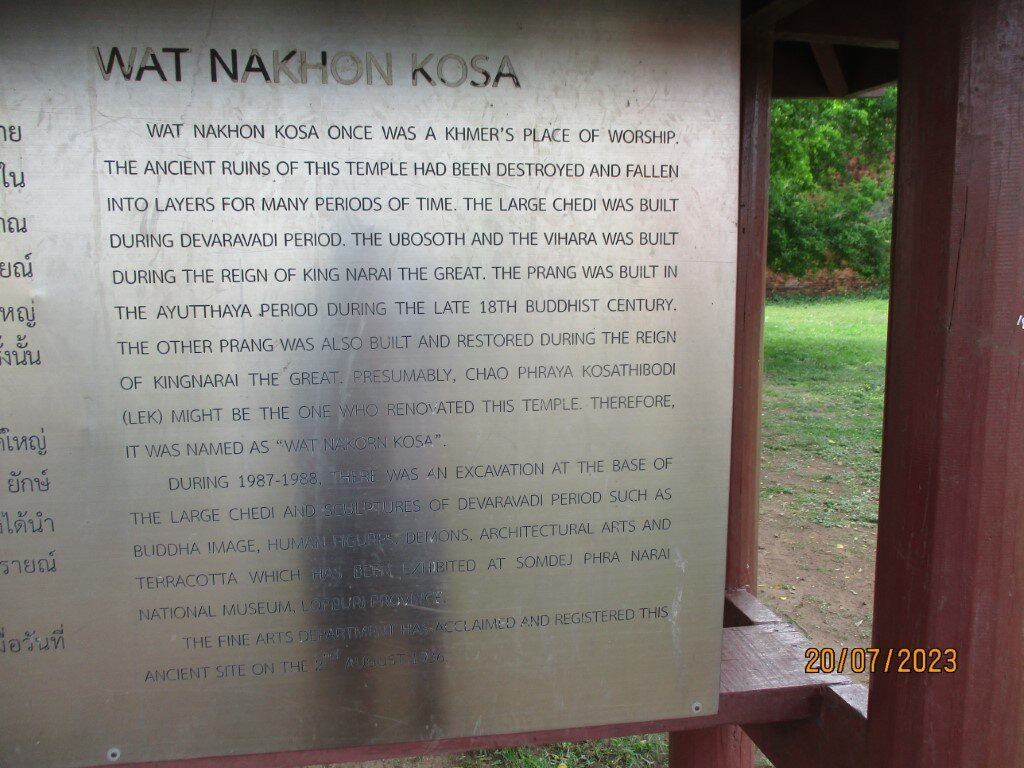 WAT NAKHON KOSA
WAT NAKHON KOSA ONCE WAS A KHMER'S PLACE OF WORSHIP.
THE ANCIENT RUINS OF THIS TEMPLE HAD BEEN DESTROYED AND FALLEN
INTO LAYERS FOR MANY PERIODS OF TIME. THE LARGE CHEDI WAS BUILT
DURING DEVARAVADI PERIOD. THE UBOSOTH AND THE VIHARA WAS BUILT
DURING THE REIGN OF KING NARAI THE GREAT. THE PRANG WAS BUILT IN
THE AYUTTHAYA PERIOD DURING THE LATE 18TH BUDDHIST CENTURY.
THE OTHER PRANG WAS ALSO BUILT AND RESTORED DURING THE REIGN
OF KINGNARAI THE GREAT. PRESUMABLY, CHAO PHRAYA KOSATHIBODI
(LEK) MIGHT BE THE ONE WHO RENOVATED THIS TEMPLE. THEREFORE,
IT WAS NAMED AS "WAT NAKORN KOSA".
DURING 1987-1988, THERE WAS AN EXCAVATION AT THE BASE OF
THE LARGE CHEDI AND SCULPTURES OF DEVARAVADI PERIOD SUCH AS
BUDDHA IMAGE, HUMAN FIGURES, DEMONS, ARCHITECTURAL ARTS AND
TERRACOTTA WHICH HAS BEEN EXHIBITED AT SOMDEJ PHRA NARAI
NATIONAL MUSEUM, LOPBURI PROVINCE.
THE FINE ARTS DEPARTMENT HAS ACCLAIMED AND REGISTERED THIS
ANCIENT SITE ON THE 2ND AUGUST
ใน
ยักษ์
20/07/2023